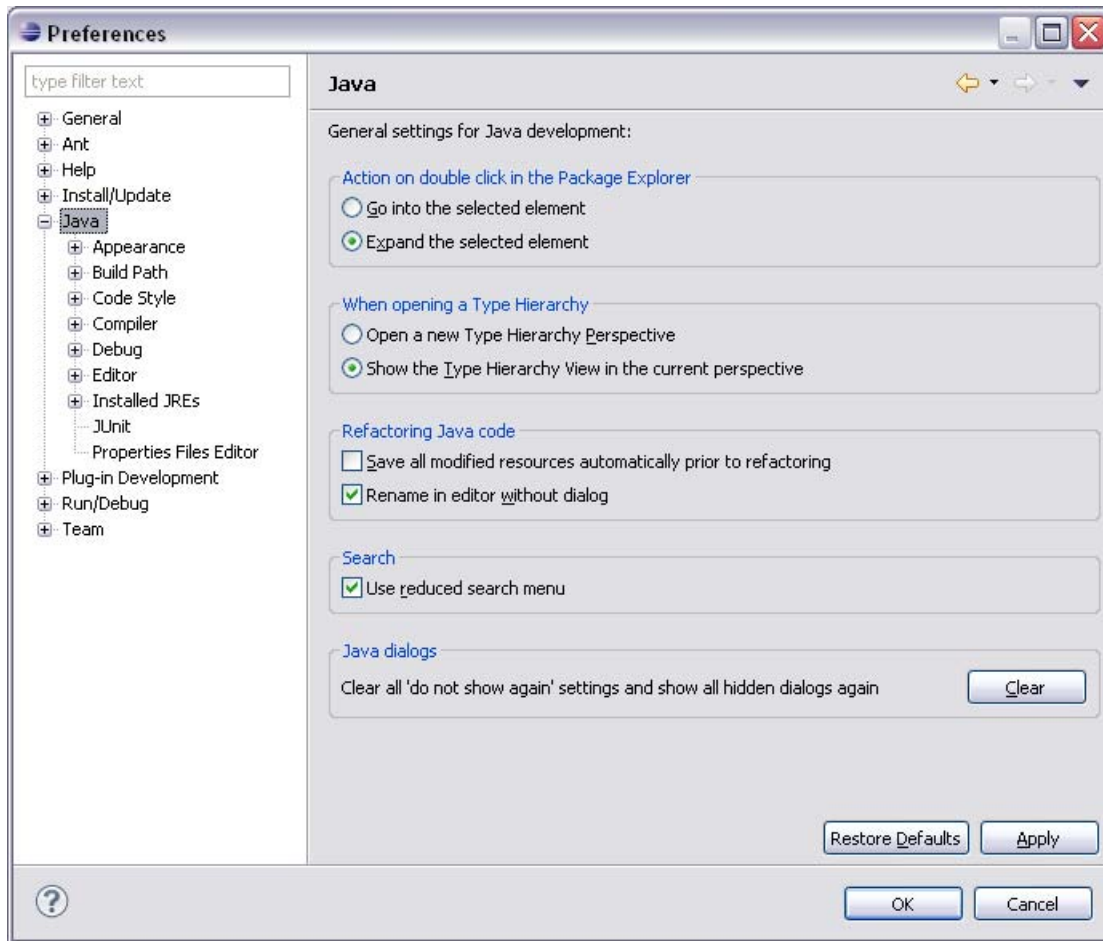 Preferences
type filter text
General
Ant
Help
Install/Update
Java
Appearance
Build Path
Code Style
Compiler
Debug
Editor
Installed JREs
JUnit
Properties Files Editor
Plug-in Development
Run/Debug
Team
Java
General settings for Java development:
Action on double click in the Package Explorer
Go into the selected element
Expand the selected element
When opening a Type Hierarchy
Open a new Type Hierarchy Perspective
Show the Type Hierarchy View in the current perspective
Refactoring Java code
Save all modified resources automatically prior to refactoring
Rename in editor without dialog
Search
Use reduced search menu
Java dialogs
Clear all 'do not show again' settings and show all hidden dialogs again Clear
Restore Defaults Apply
? OK Cancel